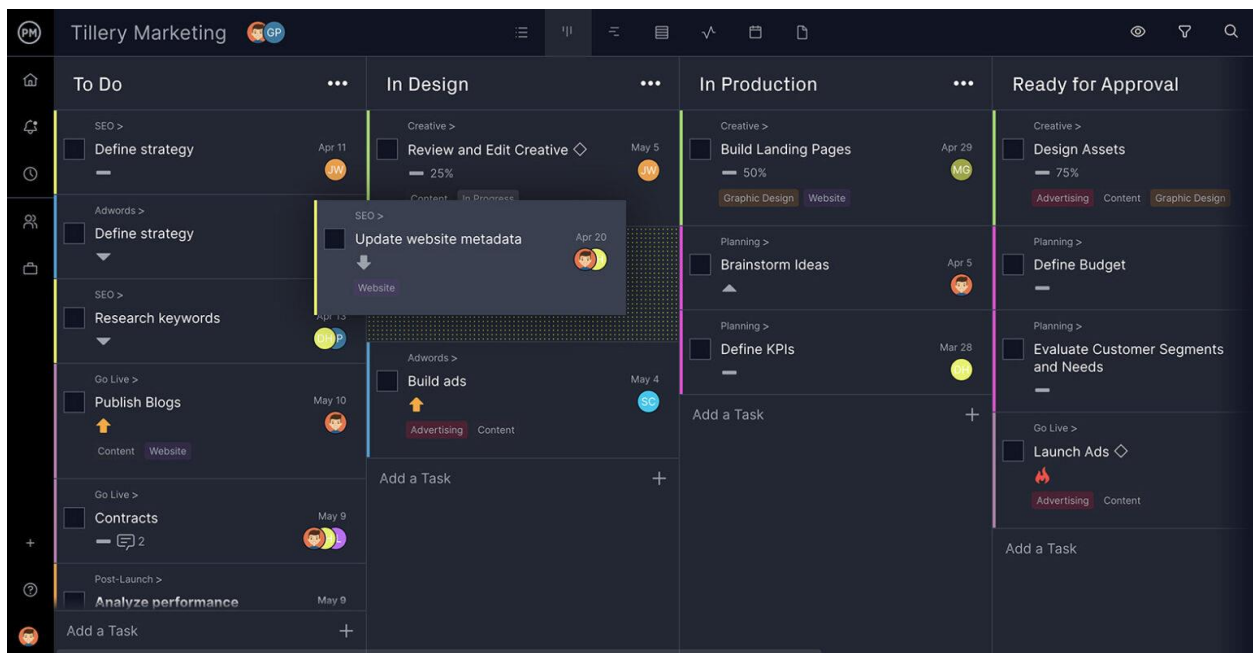 PM
Tillery Marketing
GP
To Do
SEO >
Define strategy
Apr 11
JW
Adwords >
Define strategy
SEO >
Research keywords
Apr 13
DH
P
Go Live >
Publish Blogs
May 10
Content Website
Go Live >
Contracts
May 9
2
L
Post-Launch >
Analyze performance
May 9
Add a Task
In Design
Creative >
Review and Edit Creative
May 5
25%
JW
Content In Progress
SEO >
Update website metadata
Apr 20
Website
Adwords >
Build ads
May 4
SC
Advertising Content
Add a Task
In Production
Creative >
Build Landing Pages
Apr 29
50%
MG
Graphic Design Website
Planning >
Brainstorm Ideas
Apr 5
Planning >
Define KPIs
Mar 28
DH
Add a Task
Ready for Approval
Creative >
Design Assets
75%
Advertising Content Graphic Design
Planning >
Define Budget
Planning >
Evaluate Customer Segments
and Needs
Go Live >
Launch Ads
Advertising Content
Add a Task